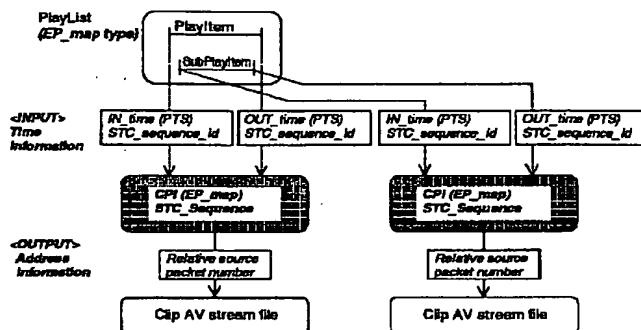 PlayList
(EP_map type)
PlayItem
SubPlayItem
<INPUT>
Time
Information
IN_time (PTS)
STC_sequence_id
OUT_time (PTS)
STC_sequence_id
IN_time (PTS)
STC_sequence_id
OUT_time (PTS)
STC_sequence_id
CPI (EP_map)
STC_Sequence
CPI (EP_map)
STC_Sequence
<OUTPUT>
Address
Information
Relative source
packet number
Relative source
packet number
Clip AV stream file
Clip AV stream file